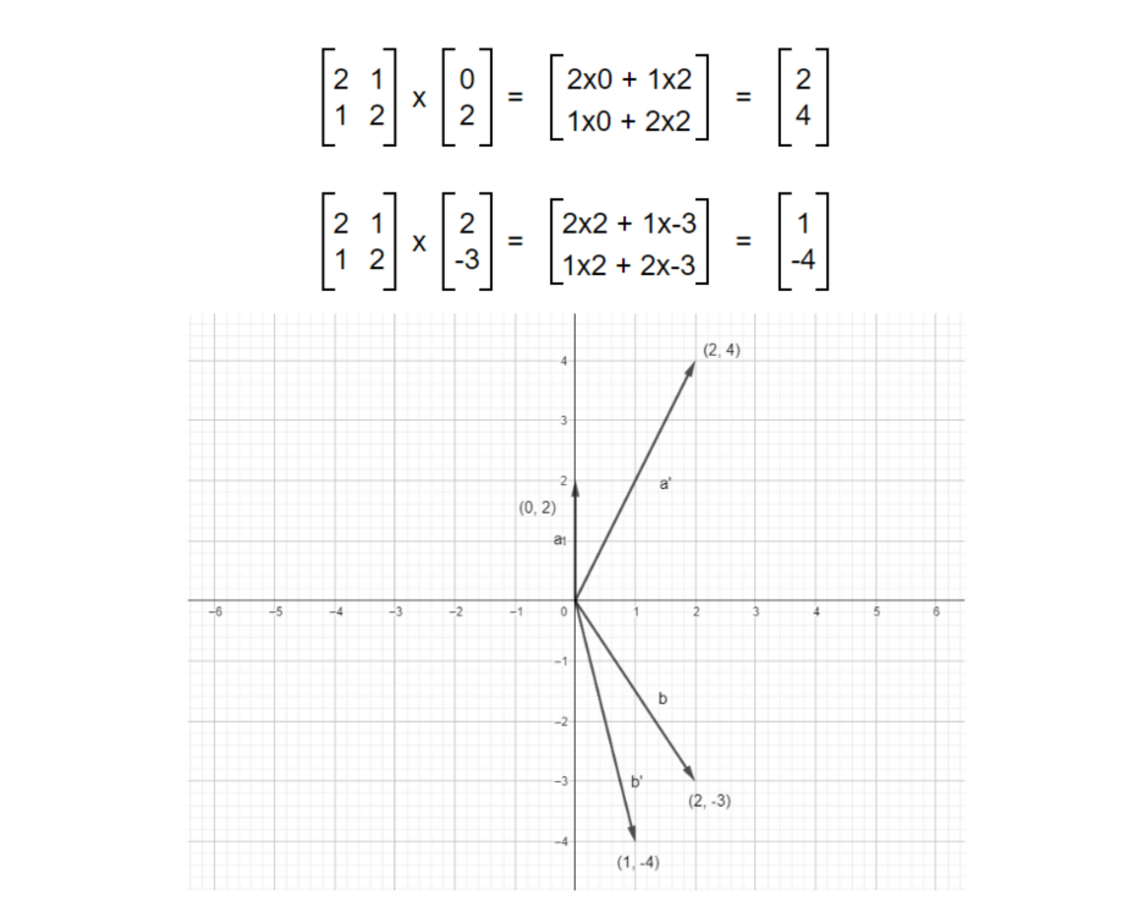 2 1 0 2x0 + 1x2 2
x = =
1 2 2 1x0 + 2x2 4
2 1 2 2x2 + 1x-3 1
x = =
1 2 -3 1x2 + 2x-3 -4
(2, 4)
4
3
2
a'
(0, 2)
a1
−6 −5 −4 −3 −2 −1 0 1 2 3 4 5 6
−1
b
−2
−3
b'
(2, -3)
−4
(1, -4)